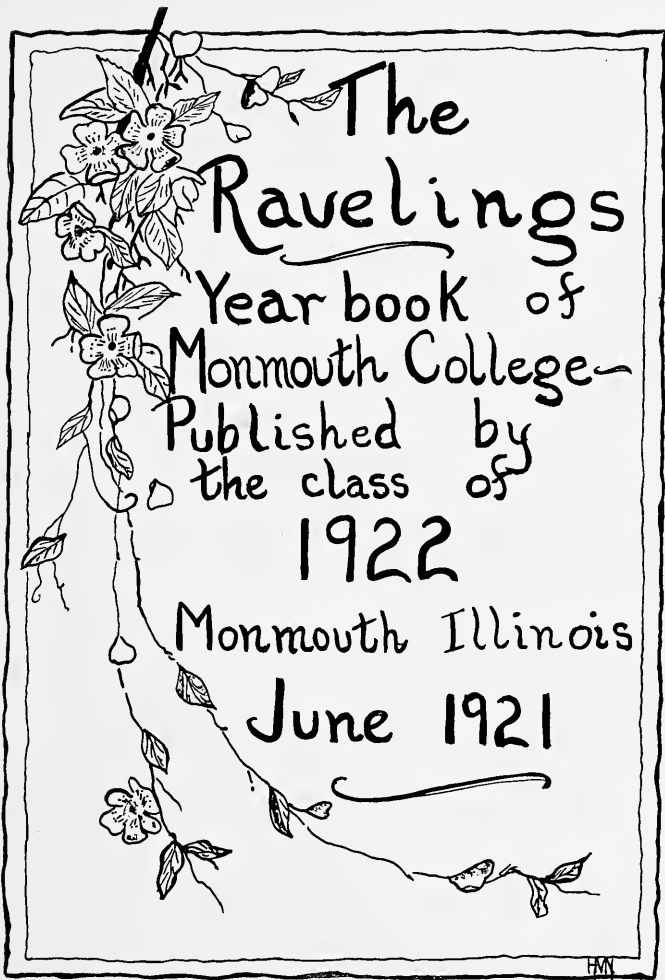 The
Ravelings
Year book of
Monmouth College
Published by
the class of
1922
Monmouth Illinois
June 1921